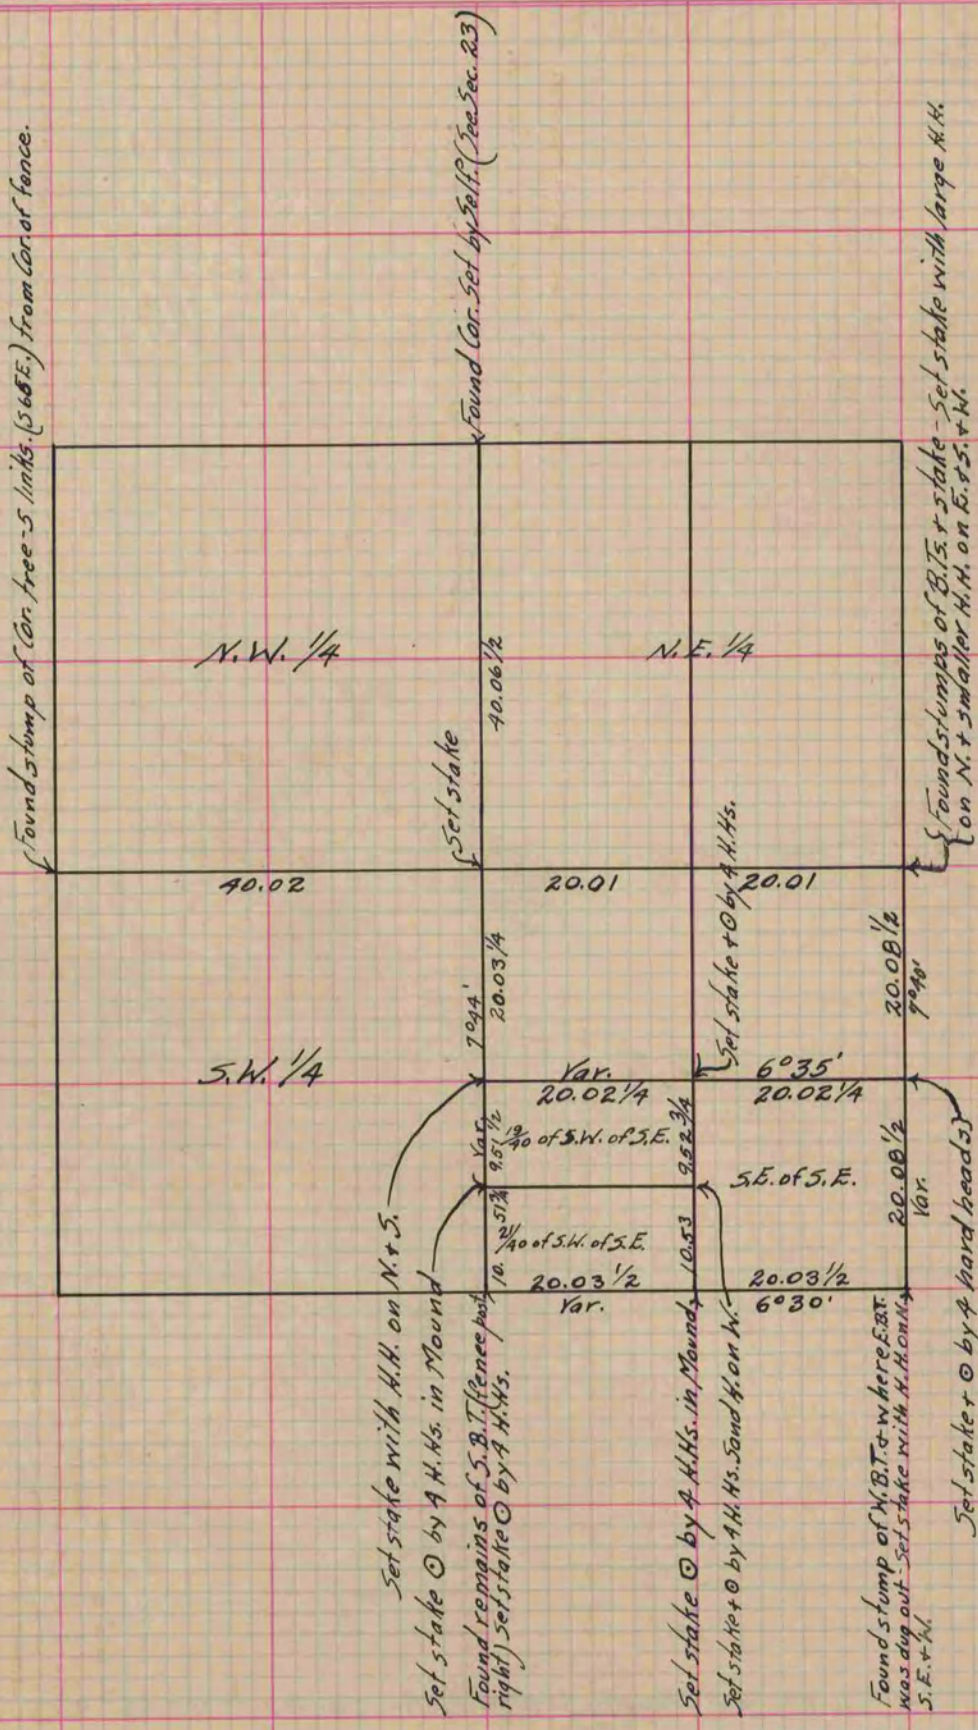 Found stump of Cor. tree-5 links. (S65E.) from Cor. of fence.
Found Cor. Set by Self. (See Sec. 23)
N.W. 1/4
N.E. 1/4
40.06 1/2
Set stake
{Found stumps of B.Ts. + stake - Set stake with large H.H.
on N. + smaller H.H. on E. + S. + W.
40.02
20.01
20.01
S.W. 1/4
7°44'
20.03 1/4
Set stake + ⊙ by 4 H.Hs.
20.08 1/2
7°40'
Var.
20.02 1/4
6°35'
20.02 1/4
Var.
9.51 1/2
19/40 of S.W. of S.E.
9.52 3/4
S.E. of S.E.
20.08 1/2
Var.
10.51 3/4
21/40 of S.W. of S.E.
10.53
20.03 1/2
Var.
20.03 1/2
6°30'
Set stake with H.H. on N. + S.
Set stake ⊙ by 4 H.Hs. in Mound
Found remains of S.B.T. (fence post
right) Set stake ⊙ by 4 H.Hs.
Set stake ⊙ by 4 H.Hs. in Mound
Set stake + ⊙ by 4 H.Hs. Sand H. on W.
Found stump of W.B.T. + where E.B.T.
was dug out - Set stake with H.H. on N.
S.E. + W.
Set stake + ⊙ by 4 hard heads